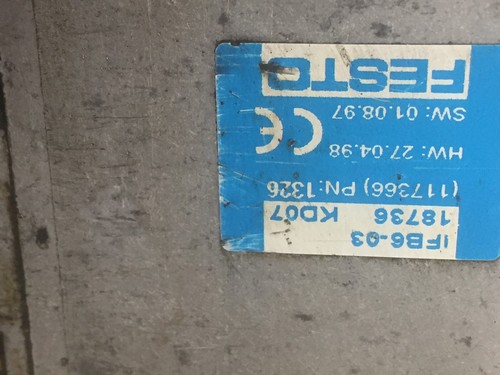 IFB6-03
18736 KD07
(117366) PN:1326
HW: 27.04.98
CE
SW: 01.08.97
FESTO